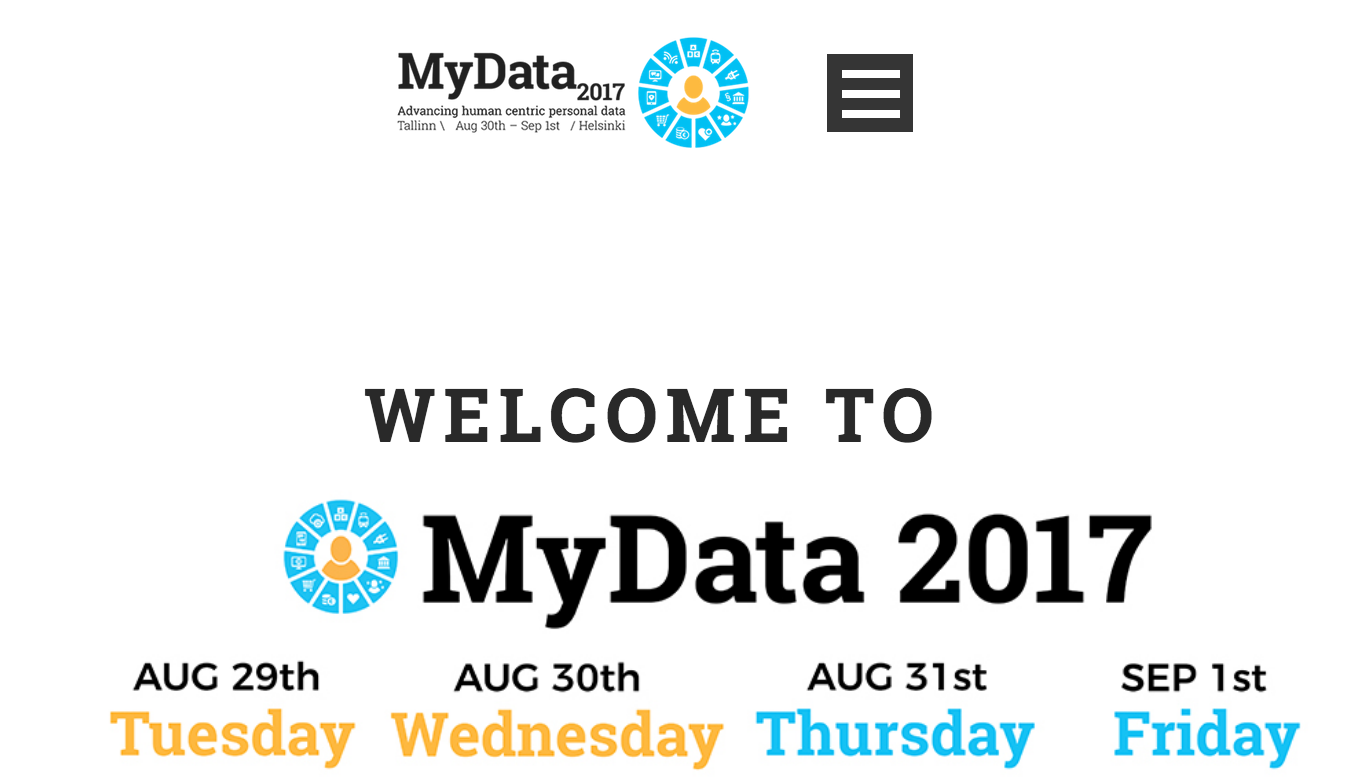 MyData2017
Advancing human centric personal data
Tallinn \ Aug 30th – Sep 1st / Helsinki
WELCOME TO
MyData 2017
AUG 29th AUG 30th AUG 31st SEP 1st
Tuesday Wednesday Thursday Friday